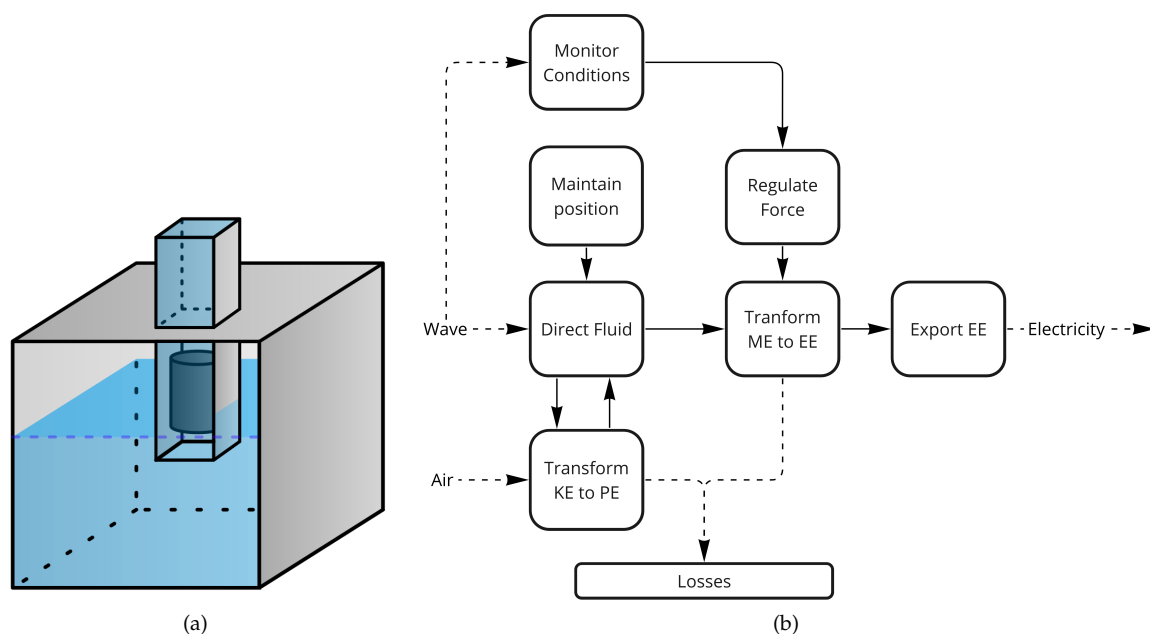 Monitor
Conditions
Maintain
position
Regulate
Force
Wave
Direct Fluid
Tranform
ME to EE
Export EE
Electricity
Air
Transform
KE to PE
Losses
(a)
(b)